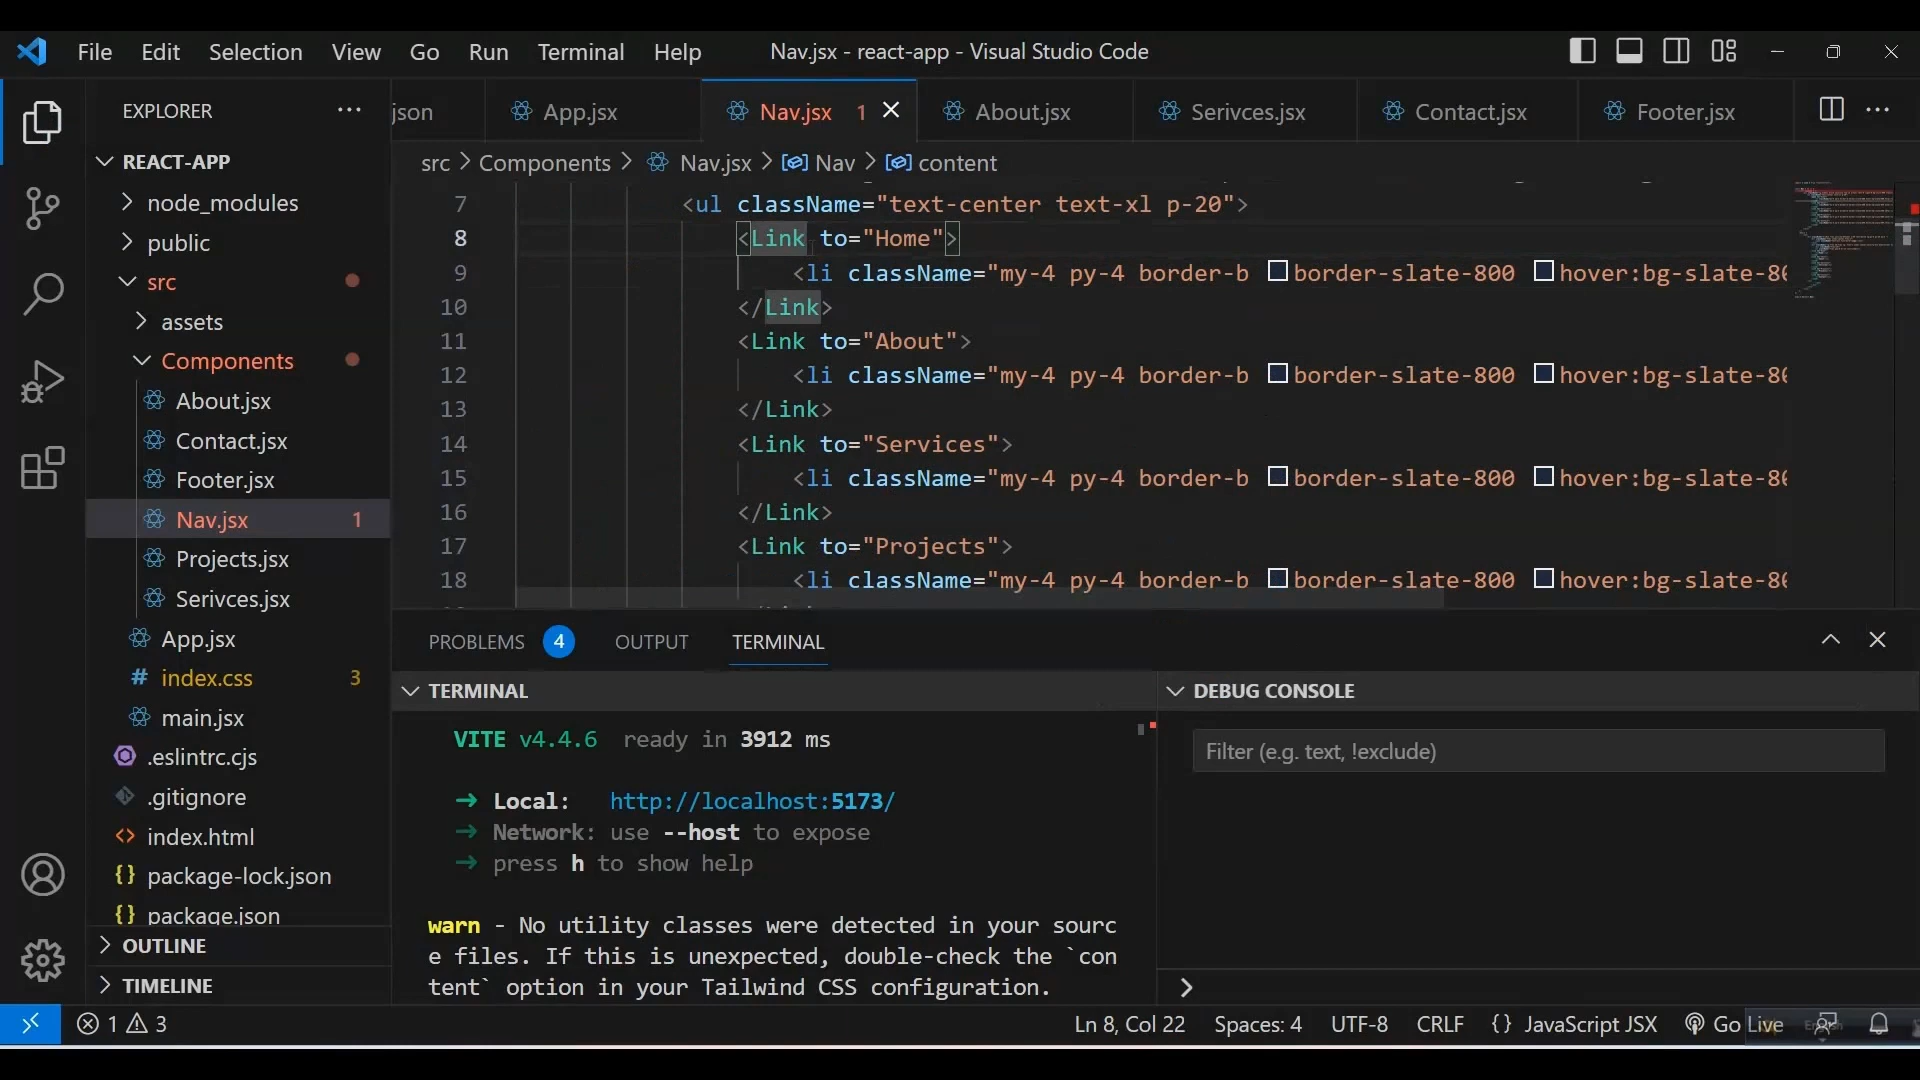 File Edit Selection View Go Run Terminal Help Nav.jsx - react-app - Visual Studio Code
EXPLORER
json App.jsx Nav.jsx 1 About.jsx Serivces.jsx Contact.jsx Footer.jsx
src > Components > Nav.jsx > Nav > content
REACT-APP
node_modules
public
src
assets
Components
About.jsx
Contact.jsx
Footer.jsx
Nav.jsx 1
Projects.jsx
Serivces.jsx
App.jsx
index.css 3
main.jsx
.eslintrc.cjs
.gitignore
index.html
package-lock.json
package.json
OUTLINE
TIMELINE
7 <ul className="text-center text-xl p-20">
8 <Link to="Home">
9 <li className="my-4 py-4 border-b border-slate-800 hover:bg-slate-80
10 </Link>
11 <Link to="About">
12 <li className="my-4 py-4 border-b border-slate-800 hover:bg-slate-80
13 </Link>
14 <Link to="Services">
15 <li className="my-4 py-4 border-b border-slate-800 hover:bg-slate-80
16 </Link>
17 <Link to="Projects">
18 <li className="my-4 py-4 border-b border-slate-800 hover:bg-slate-80
PROBLEMS 4 OUTPUT TERMINAL
TERMINAL
VITE v4.4.6 ready in 3912 ms
➜ Local: http://localhost:5173/
➜ Network: use --host to expose
➜ press h to show help
warn - No utility classes were detected in your sourc
e files. If this is unexpected, double-check the `con
tent` option in your Tailwind CSS configuration.
DEBUG CONSOLE
Filter (e.g. text, !exclude)
>
1 3 Ln 8, Col 22 Spaces: 4 UTF-8 CRLF {} JavaScript JSX Go Live